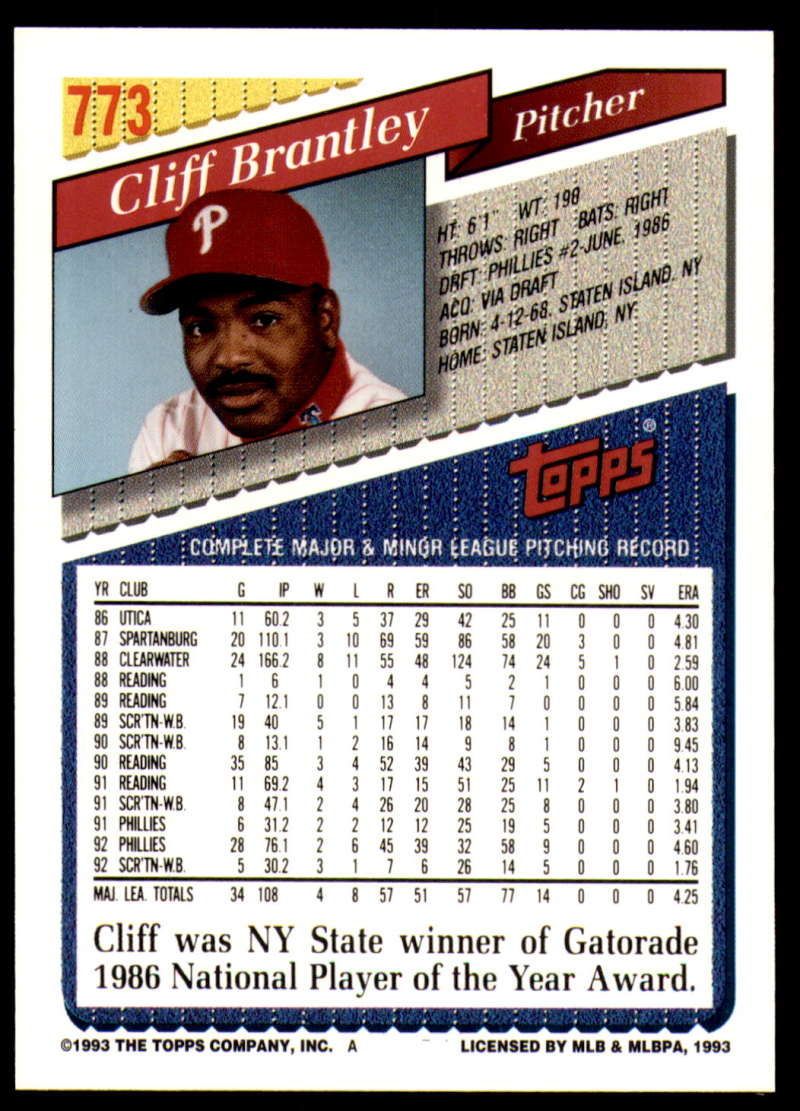 773
Cliff Brantley
Pitcher
P
HT: 6'1" WT: 190
THROWS: RIGHT BATS: RIGHT
DRFT: PHILLIES #2-JUNE, 1986
ACQ: VIA DRAFT
BORN: 4-12-68, STATEN ISLAND, NY
HOME: STATEN ISLAND, NY
topps®
COMPLETE MAJOR & MINOR LEAGUE PITCHING RECORD
YR CLUB G IP W L R ER SO BB GS CG SHO SV ERA
86 UTICA 11 60.2 3 5 37 29 42 25 11 0 0 0 4.30
87 SPARTANBURG 20 110.1 3 10 69 59 86 58 20 3 0 0 4.81
88 CLEARWATER 24 166.2 8 11 55 48 124 74 24 5 1 0 2.59
88 READING 1 6 1 0 4 4 5 2 1 0 0 0 6.00
89 READING 7 12.1 0 0 13 8 11 7 0 0 0 0 5.84
89 SCR'TN-W.B. 19 40 5 1 17 17 18 14 1 0 0 0 3.83
90 SCR'TN-W.B. 8 13.1 1 2 16 14 9 8 1 0 0 0 9.45
90 READING 35 85 3 4 52 39 43 29 5 0 0 0 4.13
91 READING 11 69.2 4 3 17 15 51 25 11 2 1 0 1.94
91 SCR'TN-W.B. 8 47.1 2 4 26 20 28 25 8 0 0 0 3.80
91 PHILLIES 6 31.2 2 2 12 12 25 19 5 0 0 0 3.41
92 PHILLIES 28 76.1 2 6 45 39 32 58 9 0 0 0 4.60
92 SCR'TN-W.B. 5 30.2 3 1 7 6 26 14 5 0 0 0 1.76
MAJ. LEA. TOTALS 34 108 4 8 57 51 57 77 14 0 0 0 4.25
Cliff was NY State winner of Gatorade
1986 National Player of the Year Award.
©1993 THE TOPPS COMPANY, INC. A
LICENSED BY MLB & MLBPA, 1993